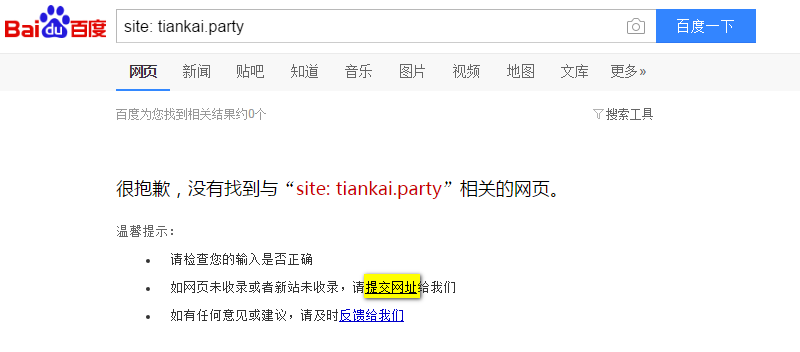 Bai du 百度 site: tiankai.party 百度一下
网页 新闻 贴吧 知道 音乐 图片 视频 地图 文库 更多»
百度为您找到相关结果约0个 搜索工具
很抱歉，没有找到与“site: tiankai.party”相关的网页。
温馨提示：
• 请检查您的输入是否正确
• 如网页未收录或者新站未收录，请提交网址给我们
• 如有任何意见或建议，请及时反馈给我们